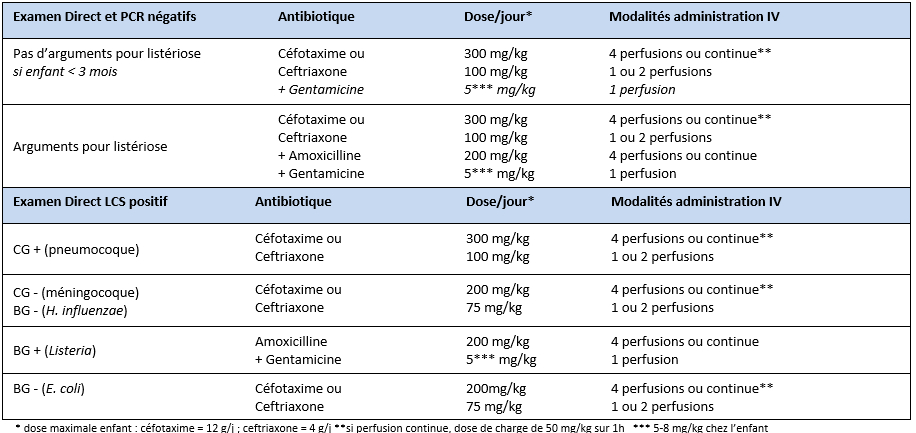 Examen Direct et PCR négatifs Antibiotique Dose/jour* Modalités administration IV
Pas d’arguments pour listériose Céfotaxime ou 300 mg/kg 4 perfusions ou continue**
si enfant < 3 mois Ceftriaxone 100 mg/kg 1 ou 2 perfusions
+ Gentamicine 5*** mg/kg 1 perfusion
Céfotaxime ou 300 mg/kg 4 perfusions ou continue**
Ceftriaxone 100 mg/kg 1 ou 2 perfusions
Arguments pour listériose + Amoxicilline 200 mg/kg 4 perfusions ou continue
+ Gentamicine 5*** mg/kg 1 perfusion
Examen Direct LCS positif Antibiotique Dose/jour* Modalités administration IV
CG + (pneumocoque) Céfotaxime ou 300 mg/kg 4 perfusions ou continue**
Ceftriaxone 100 mg/kg 1 ou 2 perfusions
CG - (méningocoque) Céfotaxime ou 200 mg/kg 4 perfusions ou continue**
BG - (H. influenzae) Ceftriaxone 75 mg/kg 1 ou 2 perfusions
BG + (Listeria) Amoxicilline 200 mg/kg 4 perfusions ou continue
+ Gentamicine 5*** mg/kg 1 perfusion
BG - (E. coli) Céfotaxime ou 200mg/kg 4 perfusions ou continue**
Ceftriaxone 75 mg/kg 1 ou 2 perfusions
* dose maximale enfant : céfotaxime = 12 g/j ; ceftriaxone = 4 g/j **si perfusion continue, dose de charge de 50 mg/kg sur 1h *** 5-8 mg/kg chez l’enfant